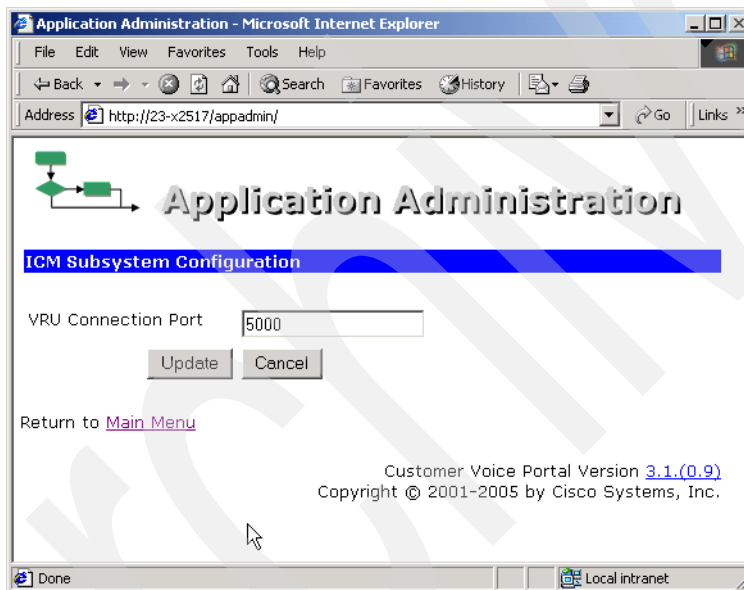 Application Administration - Microsoft Internet Explorer
File Edit View Favorites Tools Help
Back Search Favorites History
Address http://23-x2517/appadmin/ Go Links »
Application Administration
ICM Subsystem Configuration
VRU Connection Port 5000
Update Cancel
Return to Main Menu
Customer Voice Portal Version 3.1.(0.9)
Copyright © 2001-2005 by Cisco Systems, Inc.
Done Local intranet